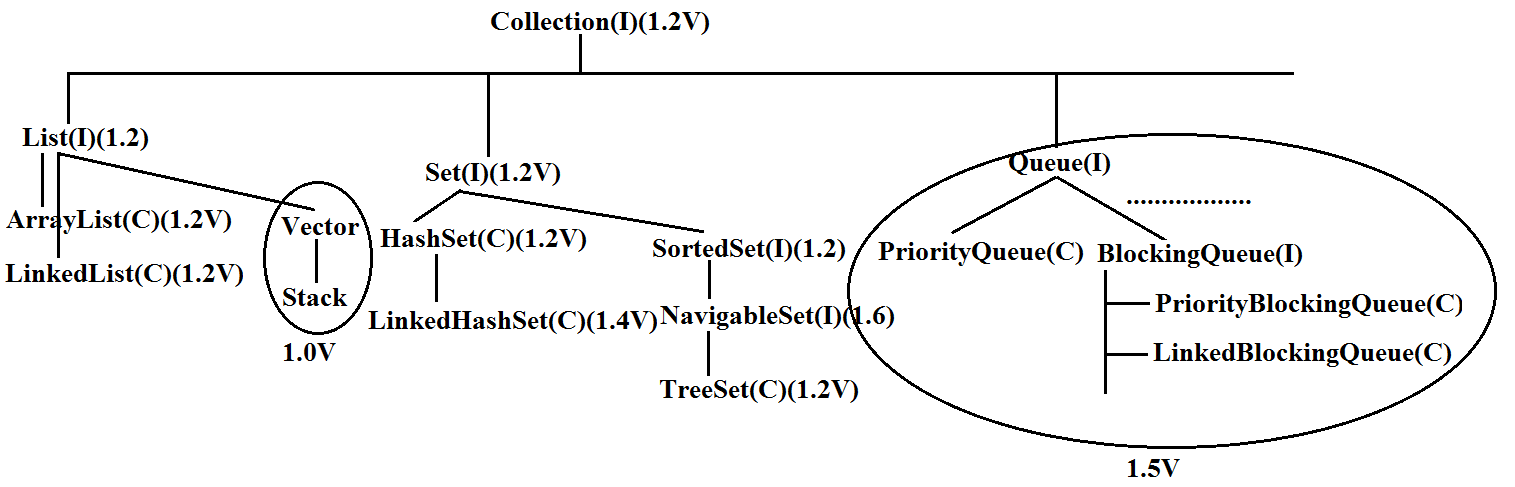 Collection(I)(1.2V)
List(I)(1.2)
ArrayList(C)(1.2V)
LinkedList(C)(1.2V)
Vector
Stack
1.0V
Set(I)(1.2V)
HashSet(C)(1.2V)
LinkedHashSet(C)(1.4V)
SortedSet(I)(1.2)
NavigableSet(I)(1.6)
TreeSet(C)(1.2V)
Queue(I)
...................
PriorityQueue(C)
BlockingQueue(I)
PriorityBlockingQueue(C)
LinkedBlockingQueue(C)
1.5V